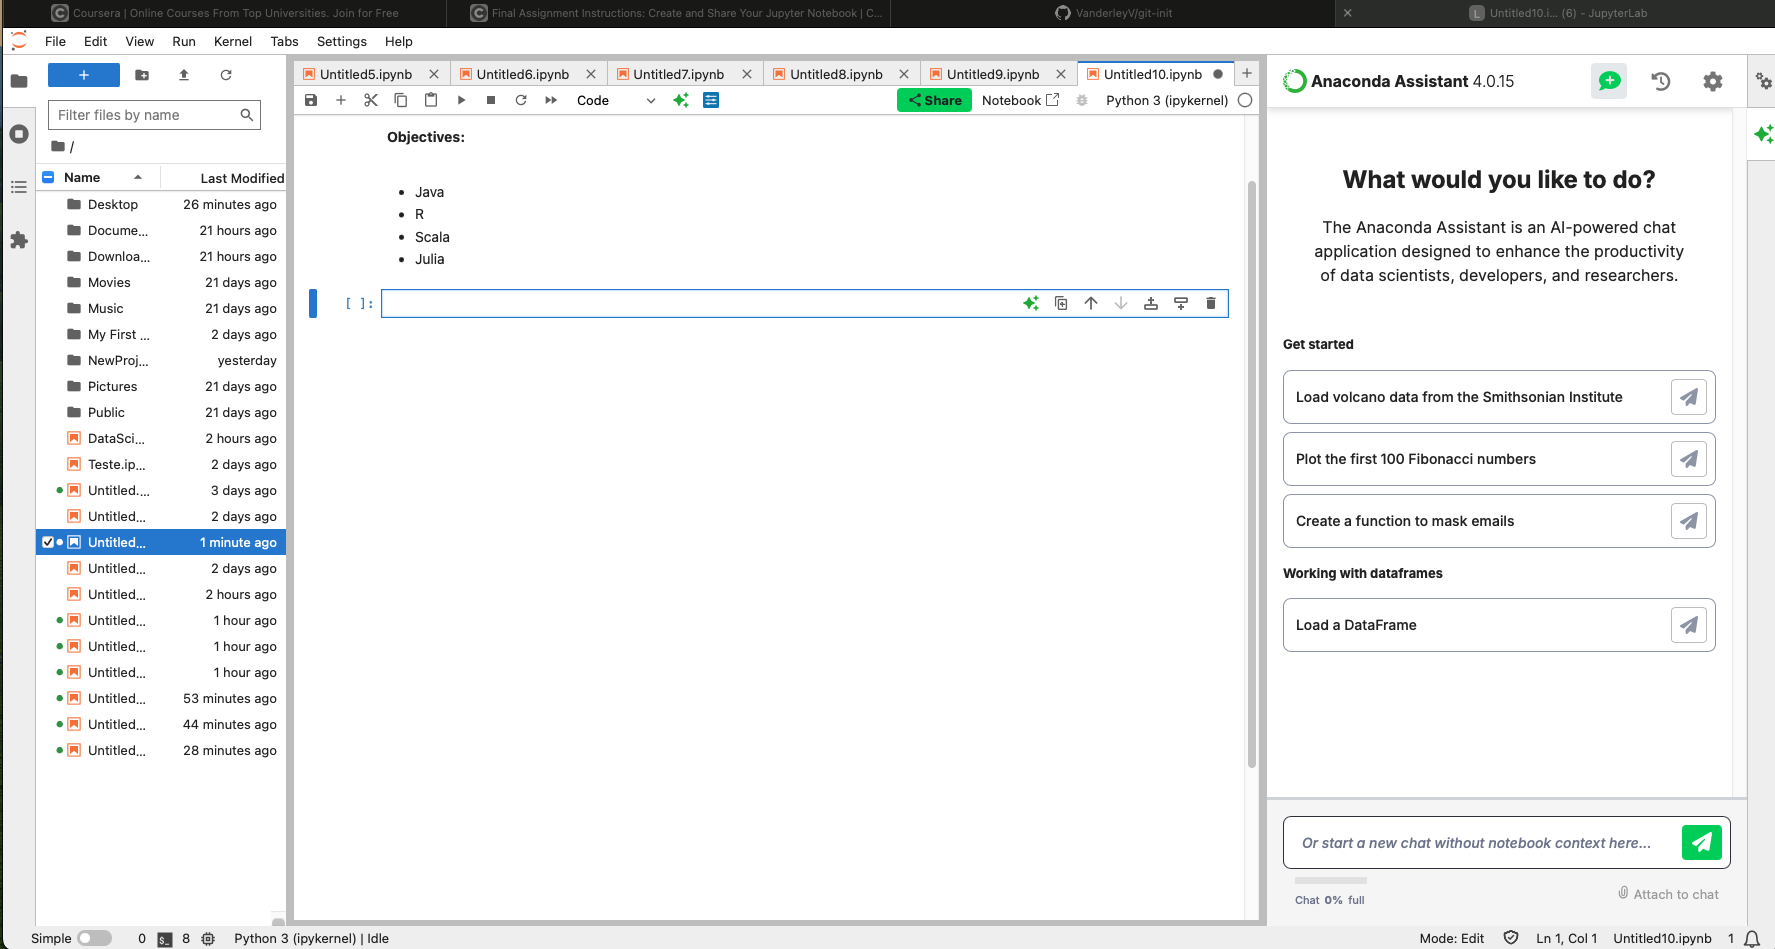 Coursera | Online Courses From Top Universities. Join for Free
Final Assignment Instructions: Create and Share Your Jupyter Notebook | C...
VanderleyV/git-init
Untitled10.i... (6) - JupyterLab
File Edit View Run Kernel Tabs Settings Help
Filter files by name
/
Name Last Modified
Desktop 26 minutes ago
Docume... 21 hours ago
Downloa... 21 hours ago
Movies 21 days ago
Music 21 days ago
My First ... 2 days ago
NewProj... yesterday
Pictures 21 days ago
Public 21 days ago
DataSci... 2 hours ago
Teste.ip... 2 days ago
Untitled.... 3 days ago
Untitled... 2 days ago
Untitled... 1 minute ago
Untitled... 2 days ago
Untitled... 2 hours ago
Untitled... 1 hour ago
Untitled... 1 hour ago
Untitled... 1 hour ago
Untitled... 53 minutes ago
Untitled... 44 minutes ago
Untitled... 28 minutes ago
Untitled5.ipynb Untitled6.ipynb Untitled7.ipynb Untitled8.ipynb Untitled9.ipynb Untitled10.ipynb
Code Share Notebook Python 3 (ipykernel)
Objectives:
• Java
• R
• Scala
• Julia
[ ]:
Anaconda Assistant 4.0.15
What would you like to do?
The Anaconda Assistant is an AI-powered chat
application designed to enhance the productivity
of data scientists, developers, and researchers.
Get started
Load volcano data from the Smithsonian Institute
Plot the first 100 Fibonacci numbers
Create a function to mask emails
Working with dataframes
Load a DataFrame
Or start a new chat without notebook context here...
Attach to chat
Chat 0% full
Simple 0 $_ 8 Python 3 (ipykernel) | Idle
Mode: Edit Ln 1, Col 1 Untitled10.ipynb 1